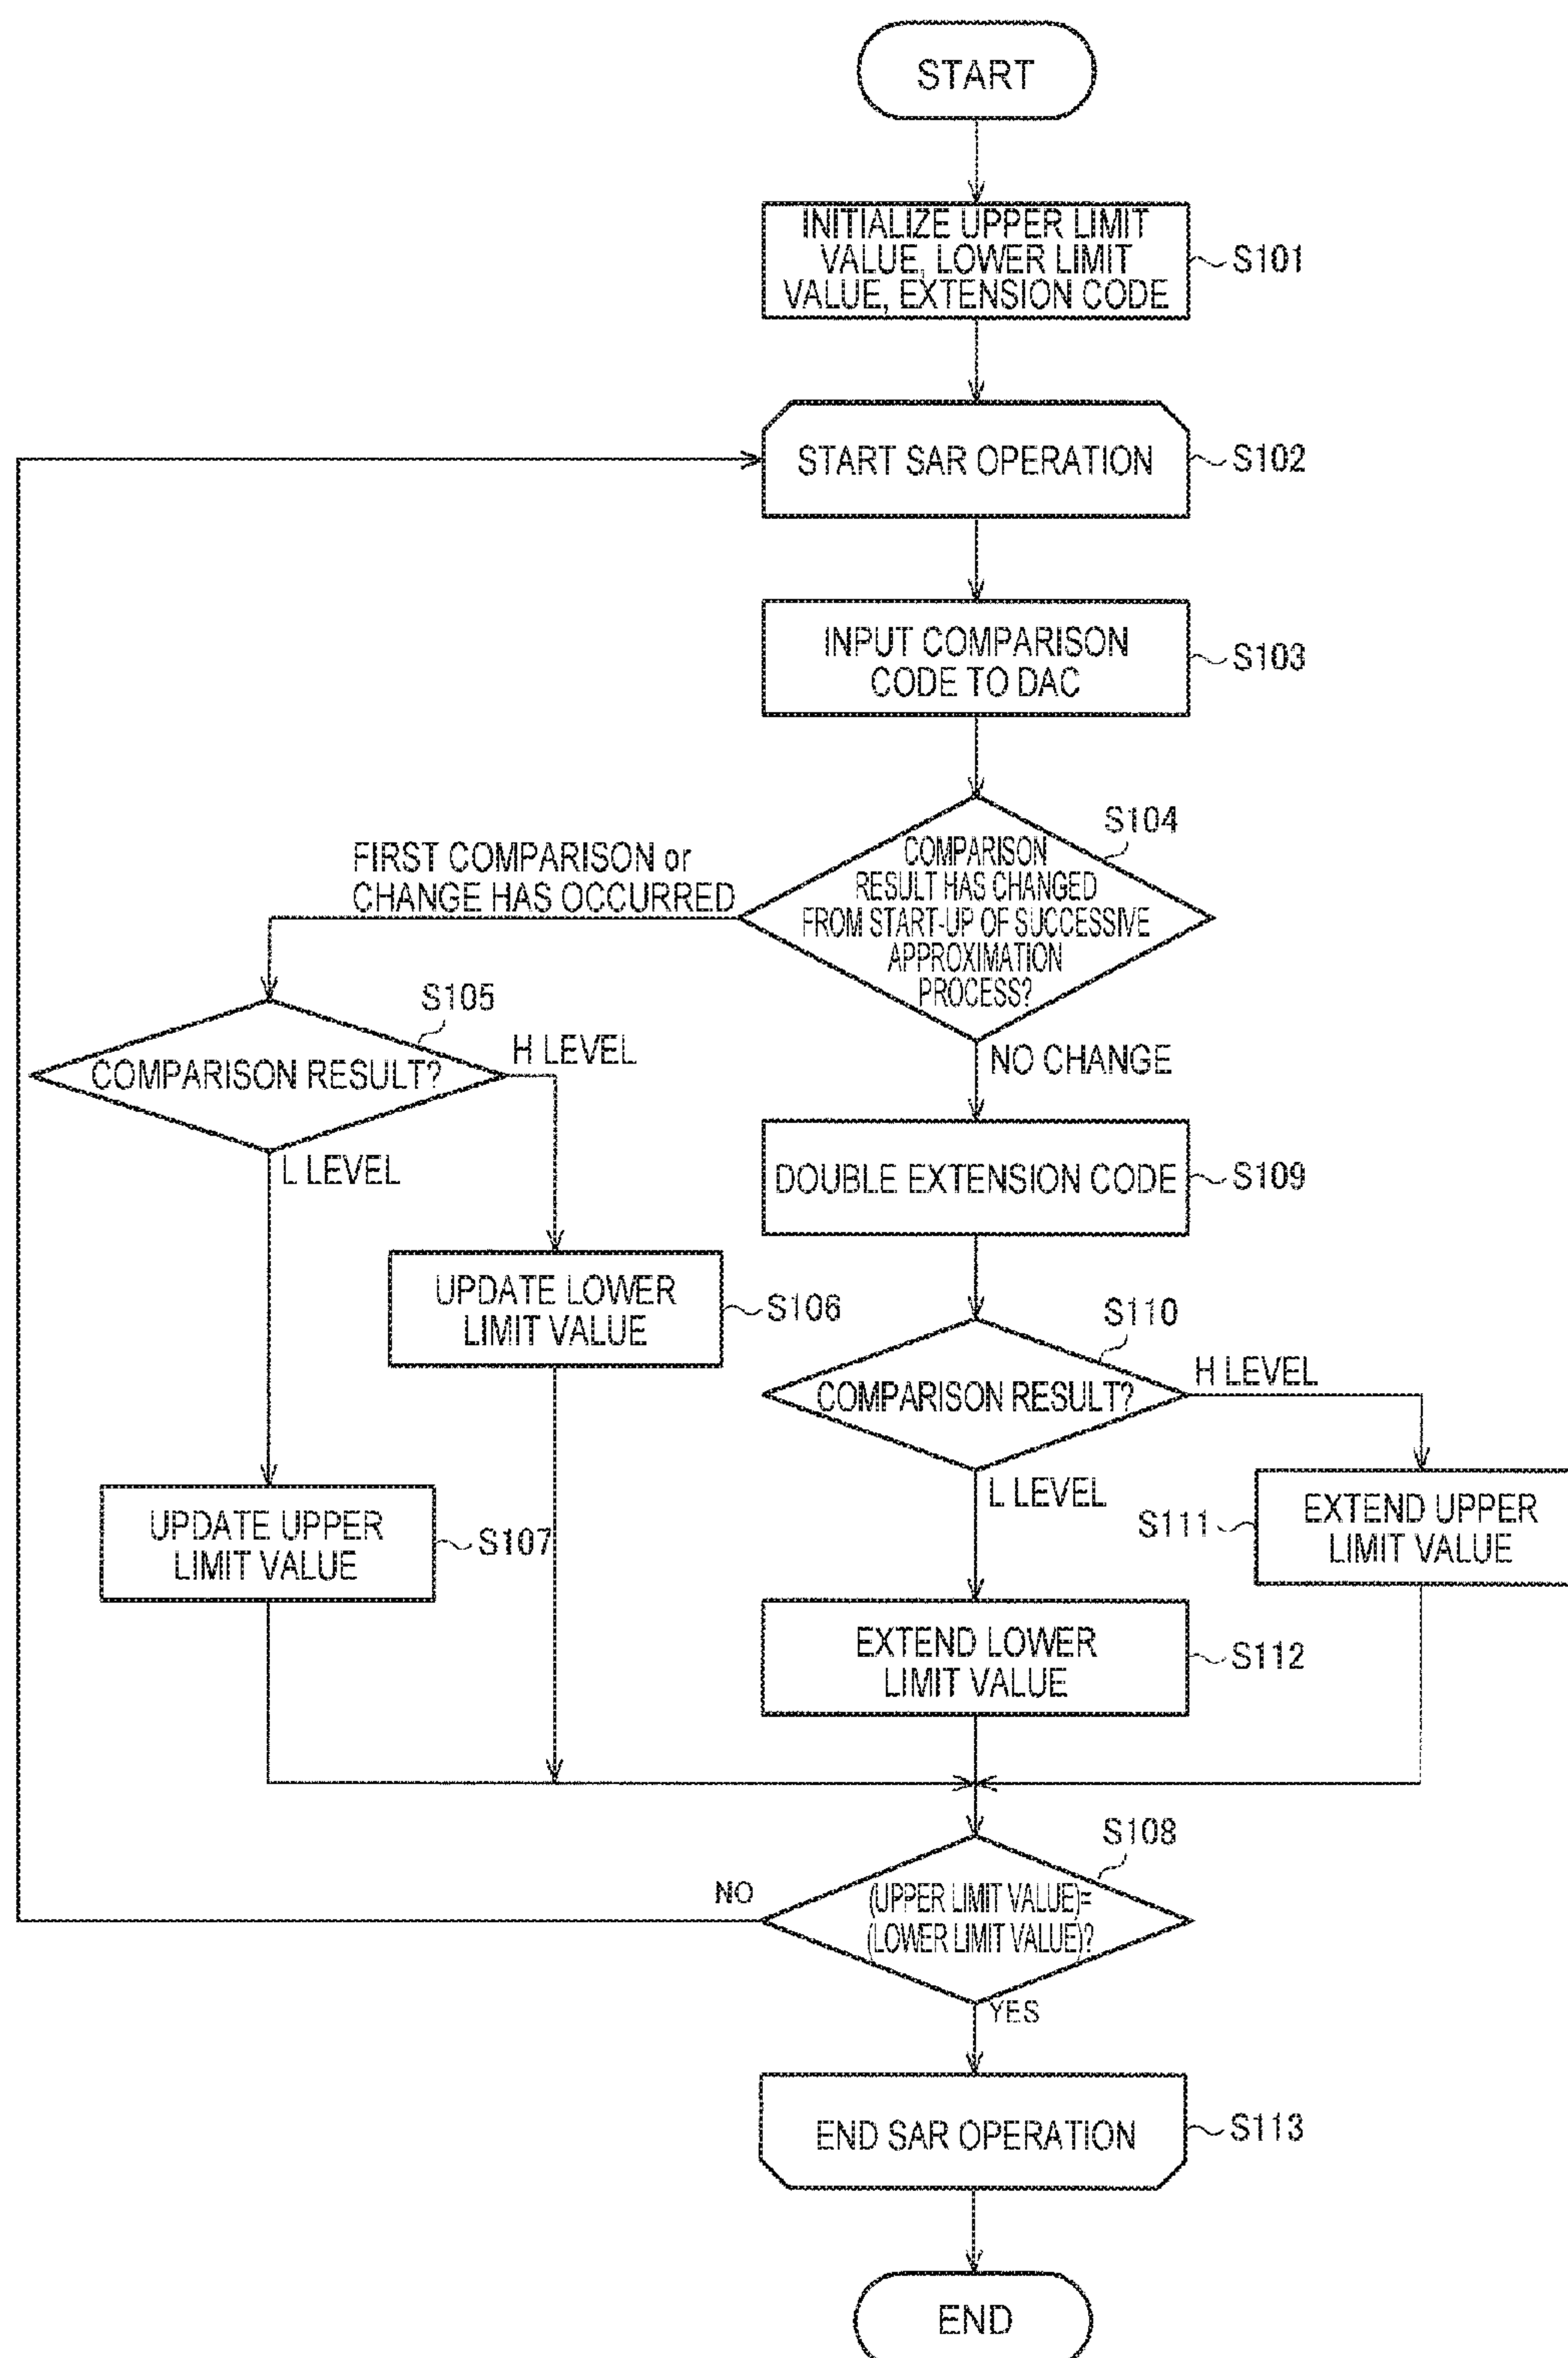 START
INITIALIZE UPPER LIMIT
VALUE, LOWER LIMIT
VALUE, EXTENSION CODE
S101
START SAR OPERATION
S102
INPUT COMPARISON
CODE TO DAC
S103
S104
COMPARISON
RESULT HAS CHANGED
FROM START-UP OF SUCCESSIVE
APPROXIMATION
PROCESS?
FIRST COMPARISON or
CHANGE HAS OCCURRED
NO CHANGE
S105
COMPARISON RESULT?
H LEVEL
L LEVEL
DOUBLE EXTENSION CODE
S109
UPDATE LOWER
LIMIT VALUE
S106
S110
COMPARISON RESULT?
H LEVEL
L LEVEL
UPDATE UPPER
LIMIT VALUE
S107
S111
EXTEND UPPER
LIMIT VALUE
EXTEND LOWER
LIMIT VALUE
S112
S108
(UPPER LIMIT VALUE)=
(LOWER LIMIT VALUE)?
NO
YES
END SAR OPERATION
S113
END